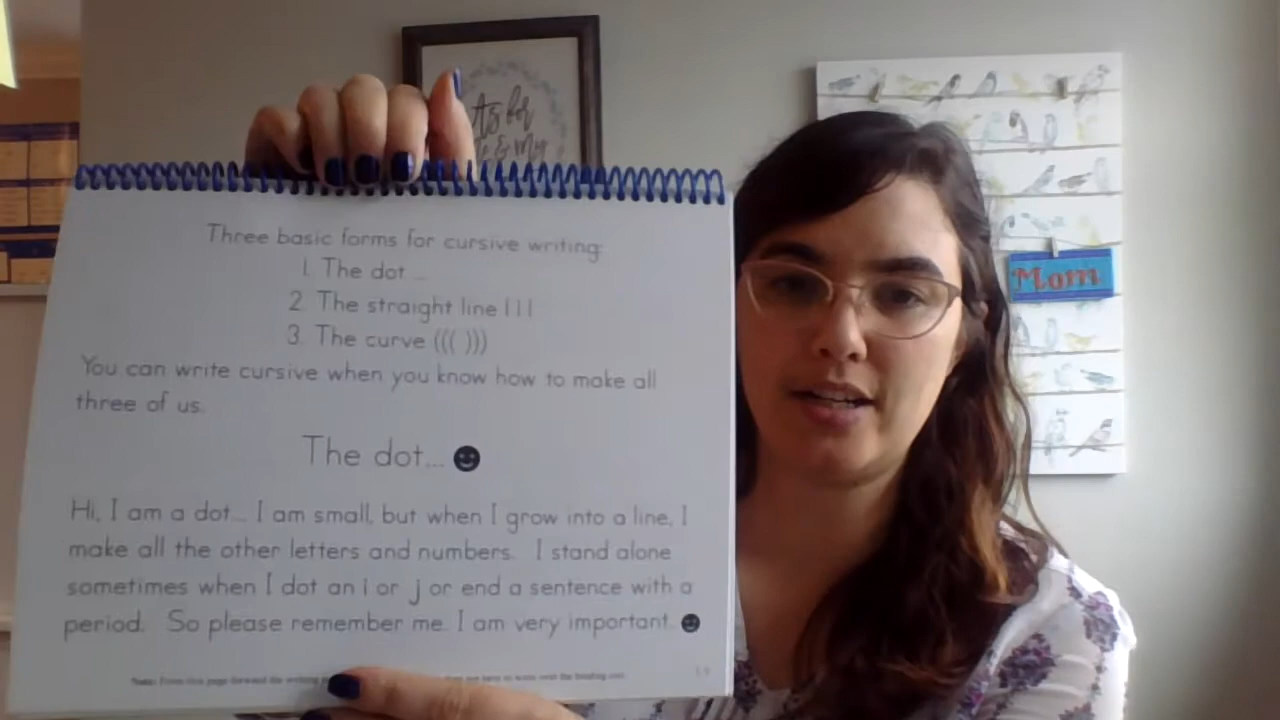 Three basic forms for cursive writing:
1. The dot ...
2. The straight line | | |
3. The curve ((( )))
You can write cursive when you know how to make all
three of us.
The dot...
Hi, I am a dot... I am small, but when I grow into a line, I
make all the other letters and numbers. I stand alone
sometimes when I dot an i or j or end a sentence with a
period. So please remember me. I am very important.
As for
& My
Mom